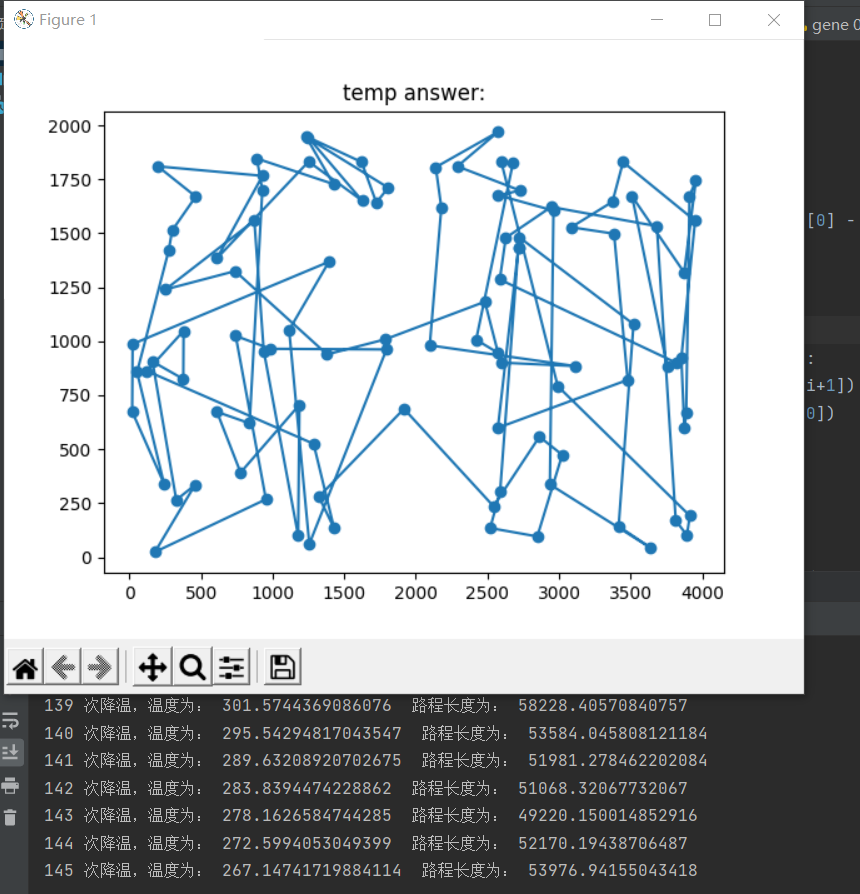 Figure 1
gene 0
temp answer:
2000
1750
1500
1250
1000
750
500
250
0
0 500 1000 1500 2000 2500 3000 3500 4000
[0] -
:
i+1])
0])
139 次降温，温度为： 301.5744369086076 路程长度为： 58228.40570840757
140 次降温，温度为： 295.54294817043547 路程长度为： 53584.045808121184
141 次降温，温度为： 289.63208920702675 路程长度为： 51981.278462202084
142 次降温，温度为： 283.8394474228862 路程长度为： 51068.32067732067
143 次降温，温度为： 278.1626584744285 路程长度为： 49220.150014852916
144 次降温，温度为： 272.5994053049399 路程长度为： 52170.19438706487
145 次降温，温度为： 267.14741719884114 路程长度为： 53976.94155043418